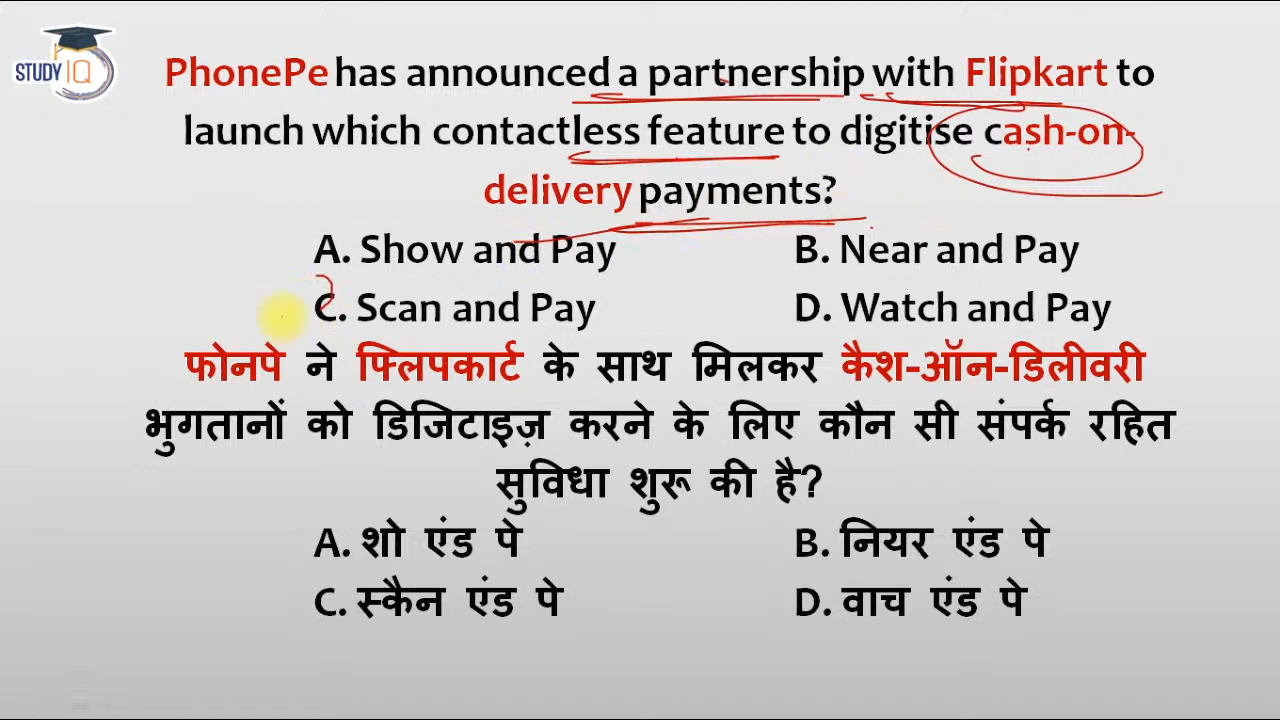 STUDY IQ
PhonePe has announced a partnership with Flipkart to
launch which contactless feature to digitise cash-on-
delivery payments?
A. Show and Pay B. Near and Pay
C. Scan and Pay D. Watch and Pay
फोनपे ने फ्लिपकार्ट के साथ मिलकर कैश-ऑन-डिलीवरी
भुगतानों को डिजिटाइज़ करने के लिए कौन सी संपर्क रहित
सुविधा शुरू की है?
A. शो एंड पे B. नियर एंड पे
C. स्कैन एंड पे D. वाच एंड पे